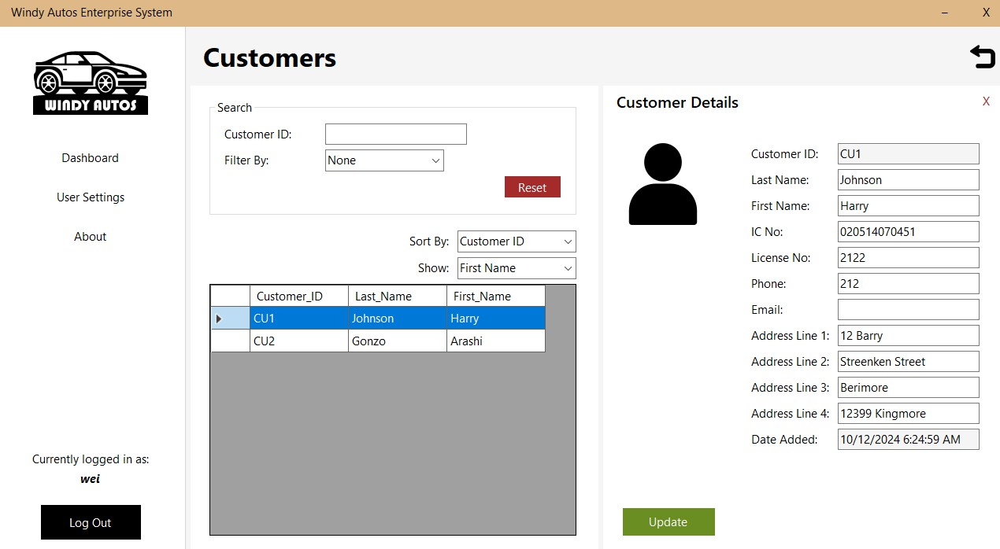 Windy Autos Enterprise System
– X
WINDY AUTOS
Dashboard
User Settings
About
Currently logged in as:
wei
Log Out
Customers
Search
Customer ID:
Filter By: None
Reset
Sort By: Customer ID
Show: First Name
Customer_ID Last_Name First_Name
CU1 Johnson Harry
CU2 Gonzo Arashi
Customer Details X
Customer ID: CU1
Last Name: Johnson
First Name: Harry
IC No: 020514070451
License No: 2122
Phone: 212
Email:
Address Line 1: 12 Barry
Address Line 2: Streenken Street
Address Line 3: Berimore
Address Line 4: 12399 Kingmore
Date Added: 10/12/2024 6:24:59 AM
Update